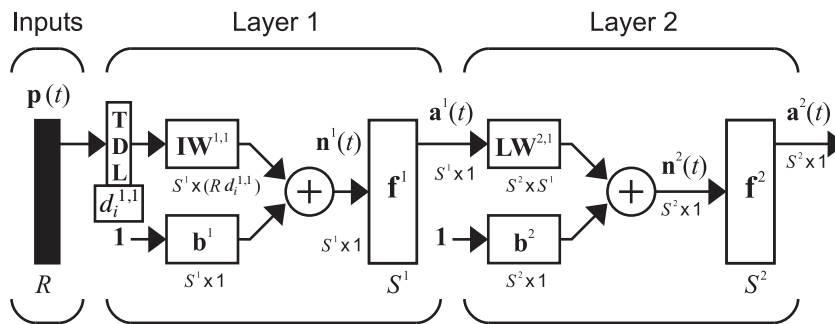 Inputs
Layer 1
Layer 2
p(t)
TDL
d_i^{1,1}
IW^{1,1}
S^1 x (R d_i^{1,1})
1
b^1
S^1 x 1
n^1(t)
S^1 x 1
f^1
a^1(t)
S^1 x 1
LW^{2,1}
S^2 x S^1
1
b^2
S^2 x 1
n^2(t)
S^2 x 1
f^2
a^2(t)
S^2 x 1
R
S^1
S^2